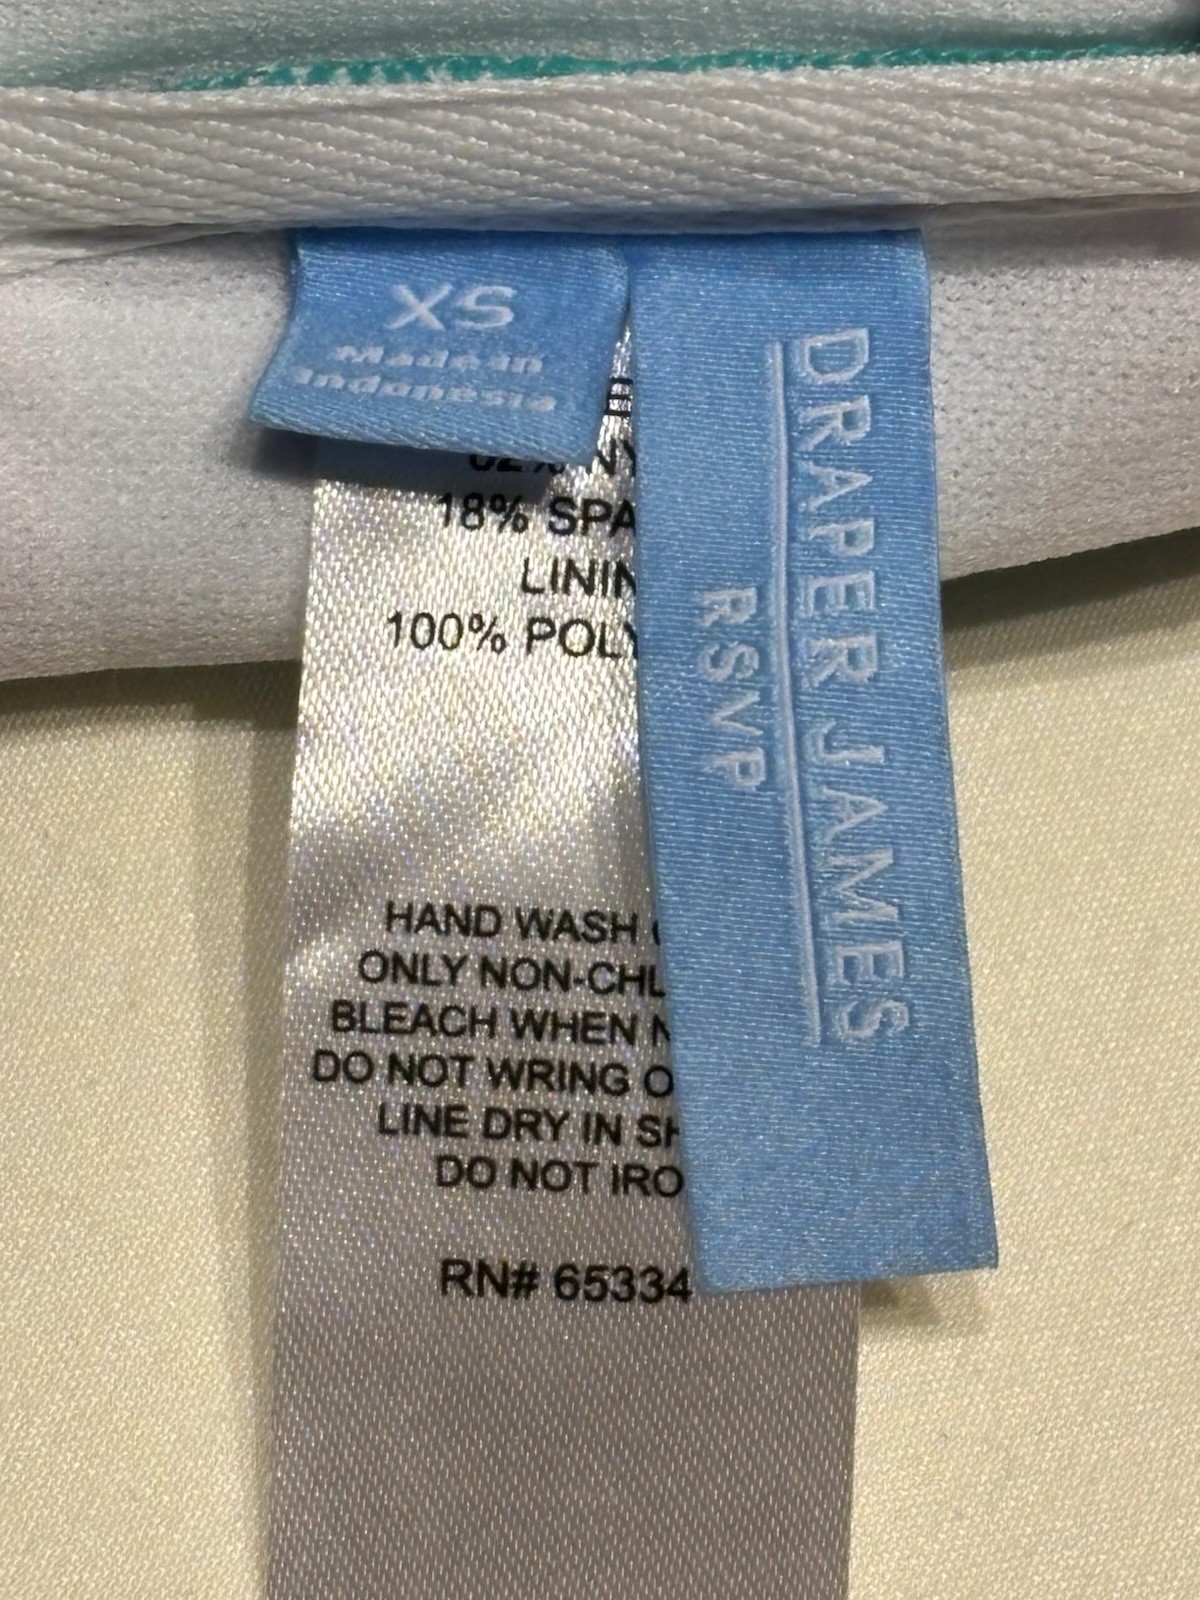 XS
Made in
Indonesia
DRAPER JAMES
RSVP
18% SPA
LININ
100% POLY
HAND WASH
ONLY NON-CHL
BLEACH WHEN N
DO NOT WRING O
LINE DRY IN SH
DO NOT IRO
RN# 65334